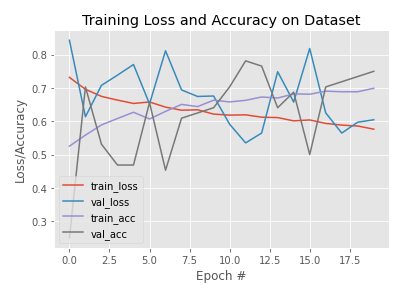 Training Loss and Accuracy on Dataset
Loss/Accuracy
0.8
0.7
0.6
0.5
0.4
0.3
train_loss
val_loss
train_acc
val_acc
0.0 2.5 5.0 7.5 10.0 12.5 15.0 17.5
Epoch #